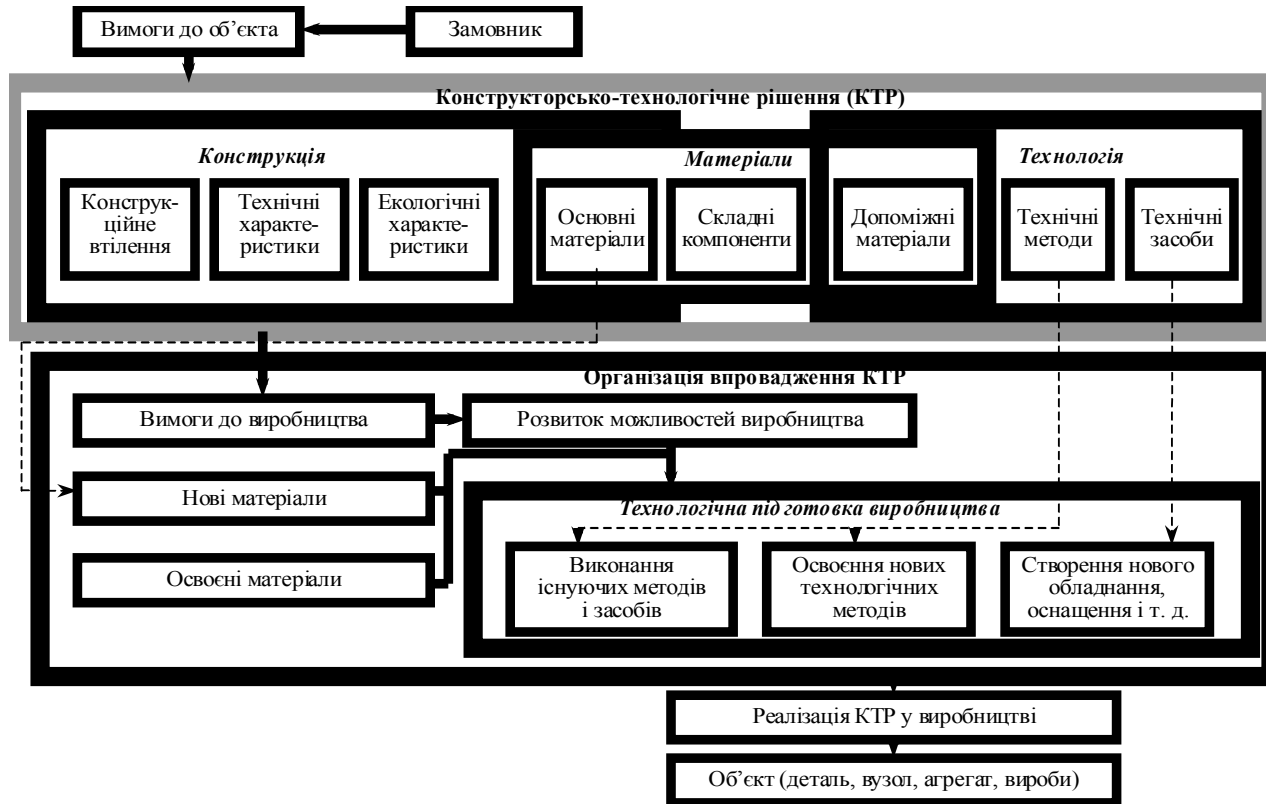 Вимоги до об’єкта
Замовник
Конструкторсько-технологічне рішення (КТР)
Конструкція
Матеріали
Технологія
Конструк-
ційне
втілення
Технічні
характе-
ристики
Екологічні
характе-
ристики
Основні
матеріали
Складні
компоненти
Допоміжні
матеріали
Технічні
методи
Технічні
засоби
Організація впровадження КТР
Вимоги до виробництва
Розвиток можливостей виробництва
Нові матеріали
Освоєні матеріали
Технологічна підготовка виробництва
Виконання
існуючих методів
і засобів
Освоєння нових
технологічних
методів
Створення нового
обладнання,
оснащення і т. д.
Реалізація КТР у виробництві
Об’єкт (деталь, вузол, агрегат, вироби)